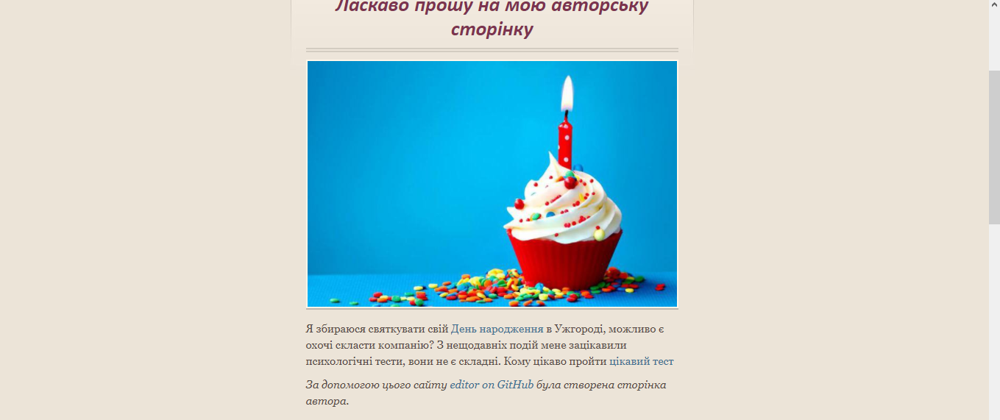 Ласкаво прошу на мою авторську
сторінку
Я збираюся святкувати свій День народження в Ужгороді, можливо є
охочі скласти компанію? З нещодавніх подій мене зацікавили
психологічні тести, вони не є складні. Кому цікаво пройти цікавий тест
За допомогою цього сайту editor on GitHub була створена сторінка
автора.